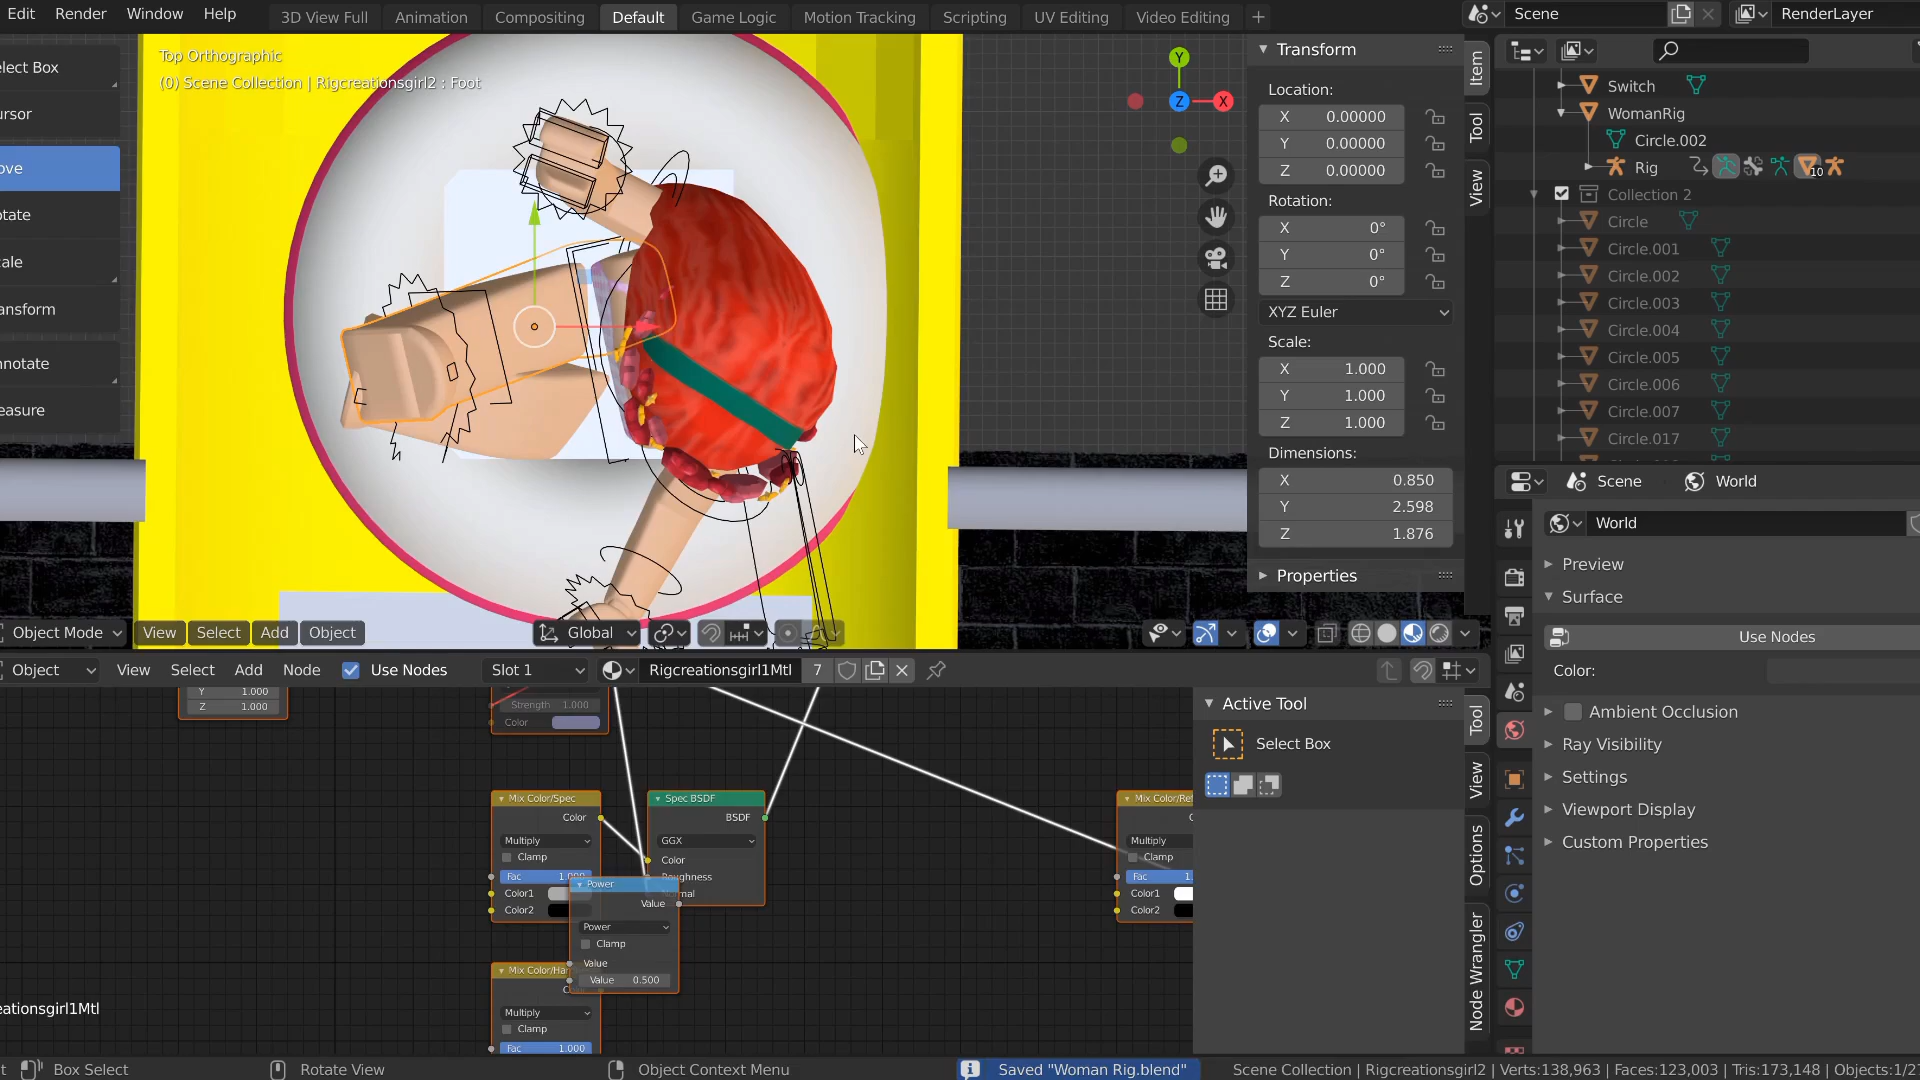 Edit Render Window Help 3D View Full Animation Compositing Default Game Logic Motion Tracking Scripting UV Editing Video Editing + Scene RenderLayer
Top Orthographic
(0) Scene Collection | Rigcreationsgirl2 : Foot
elect Box
ursor
ove
otate
cale
ansform
nnotate
easure
Y
Z
X
Transform
Location:
X 0.00000
Y 0.00000
Z 0.00000
Rotation:
X 0°
Y 0°
Z 0°
XYZ Euler
Scale:
X 1.000
Y 1.000
Z 1.000
Dimensions:
X 0.850
Y 2.598
Z 1.876
Properties
Item
Tool
View
Switch
WomanRig
Circle.002
Rig 10
Collection 2
Circle
Circle.001
Circle.002
Circle.003
Circle.004
Circle.005
Circle.006
Circle.007
Circle.017
Object Mode View Select Add Object Global
Object View Select Add Node Use Nodes Slot 1 Rigcreationsgirl1Mtl 7
Y 1.000
Z 1.000
Strength 1.000
Color
Mix Color/Spec
Color
Multiply
Clamp
Fac 1.000
Color1
Color2
Spec BSDF
BSDF
GGX
Color
Roughness
Power
Value
Power
Clamp
Value
Value 0.500
Multiply
Clamp
Fac 1.000
Multiply
Clamp
Fac
Color1
Color2
eationsgirl1Mtl
Active Tool
Select Box
Tool
View
Options
Node Wrangler
Scene World
World
Preview
Surface
Use Nodes
Color:
Ambient Occlusion
Ray Visibility
Settings
Viewport Display
Custom Properties
Box Select Rotate View Object Context Menu Saved "Woman Rig.blend" Scene Collection | Rigcreationsgirl2 | Verts:138,963 | Faces:123,003 | Tris:173,148 | Objects:1/2